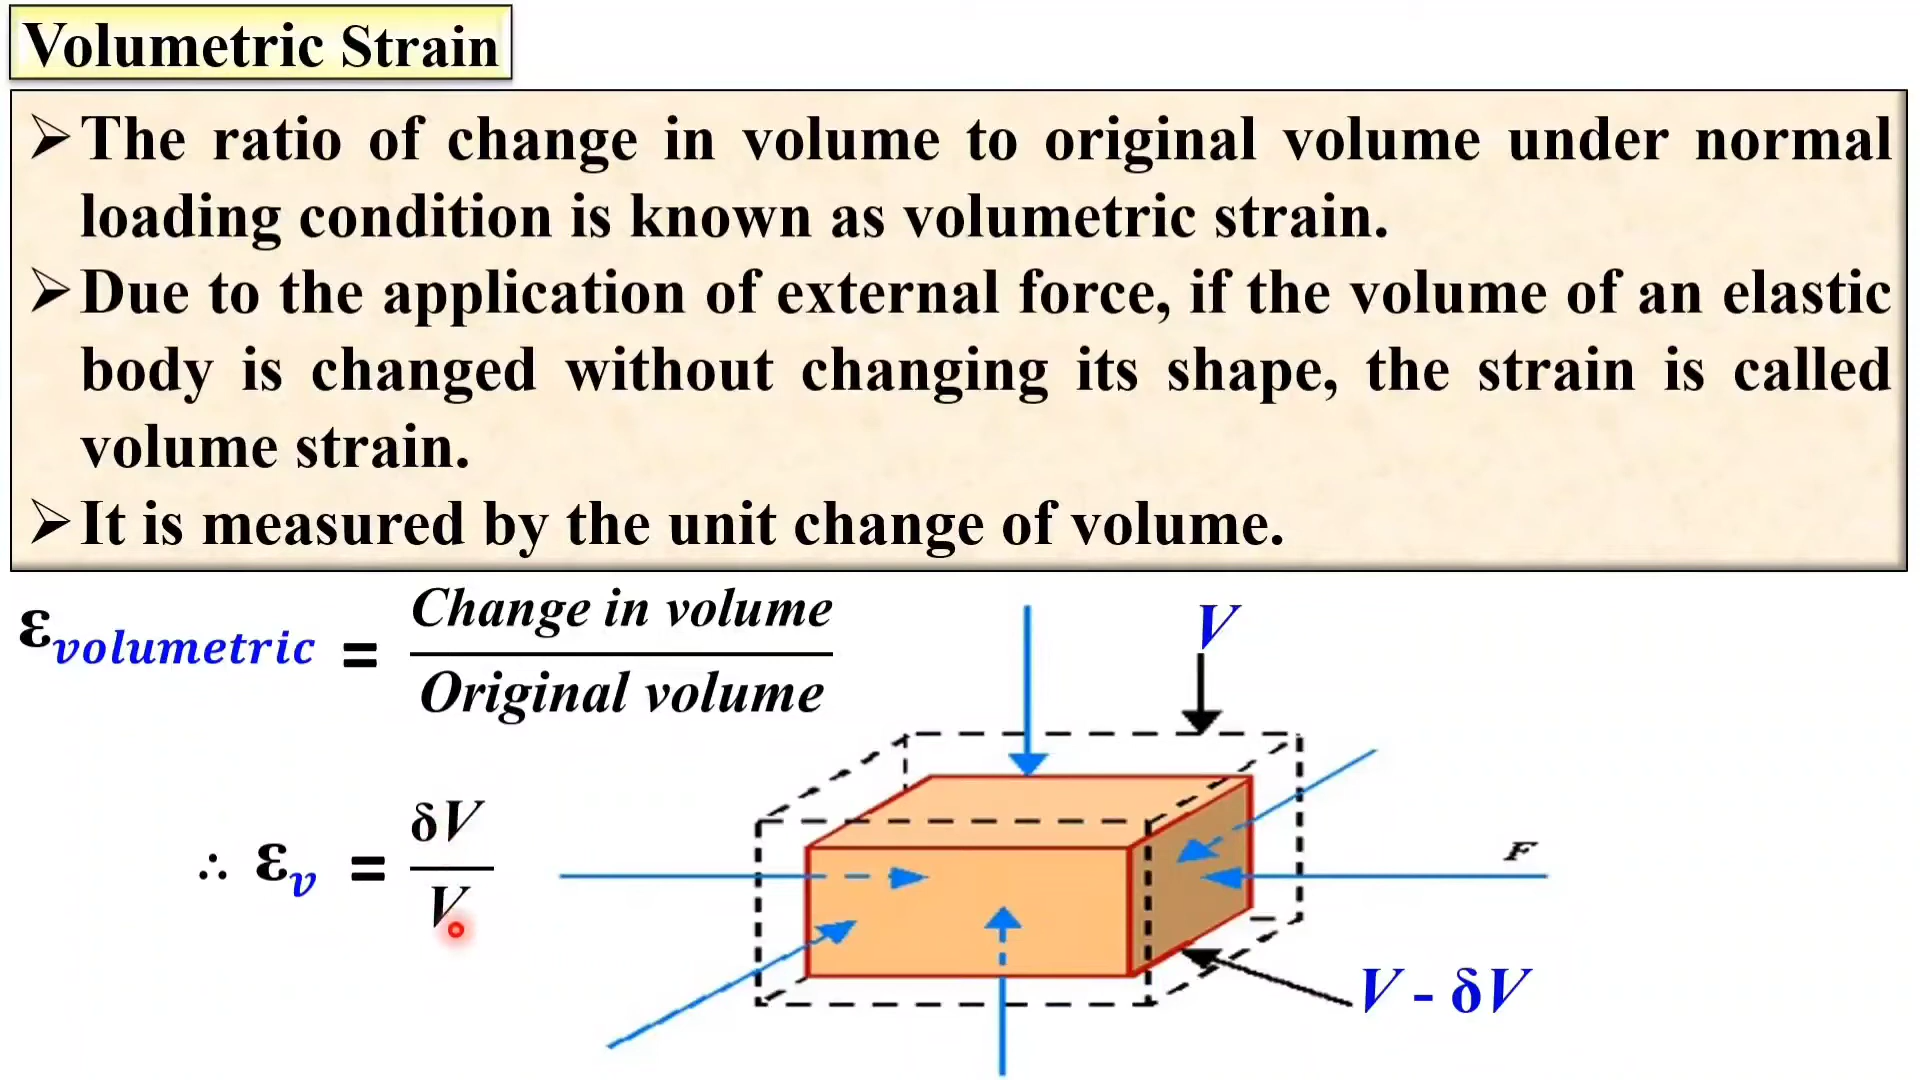 Volumetric Strain
➢The ratio of change in volume to original volume under normal
loading condition is known as volumetric strain.
➢Due to the application of external force, if the volume of an elastic
body is changed without changing its shape, the strain is called
volume strain.
➢It is measured by the unit change of volume.
εvolumetric = Change in volume
Original volume
V
∴ εv = δV
V
F
V - δV